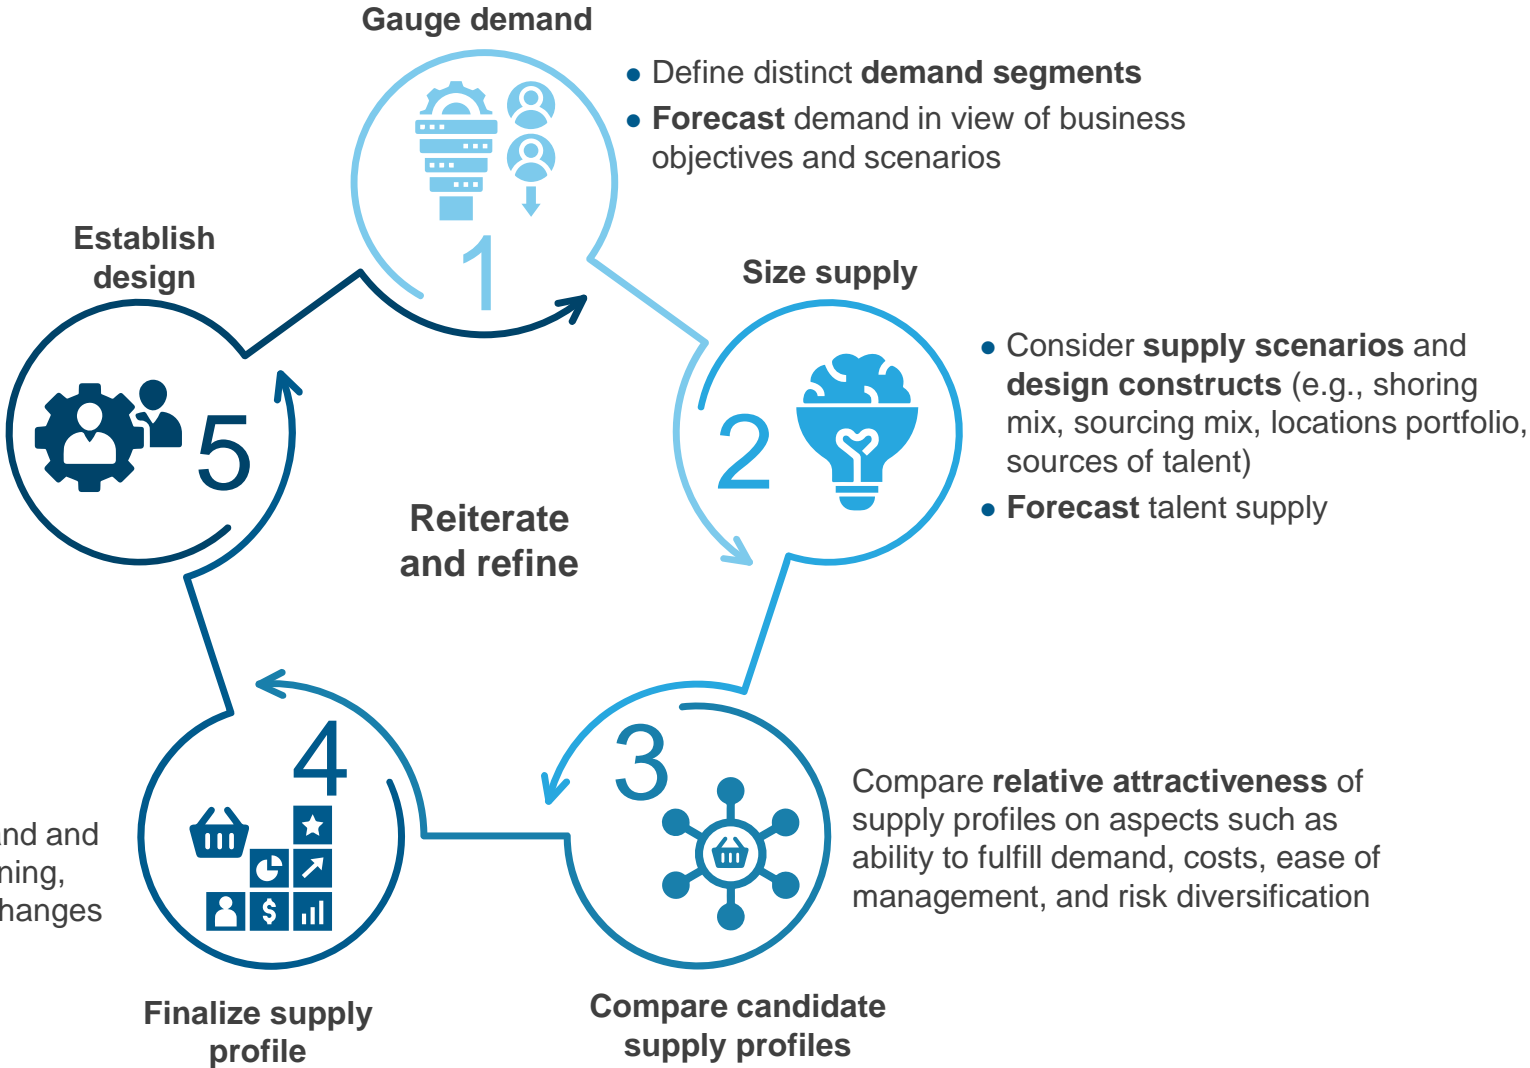 Gauge demand
• Define distinct demand segments
• Forecast demand in view of business
objectives and scenarios
1
Establish
design
5
Size supply
2
• Consider supply scenarios and
design constructs (e.g., shoring
mix, sourcing mix, locations portfolio,
sources of talent)
• Forecast talent supply
Reiterate
and refine
3
Compare relative attractiveness of
supply profiles on aspects such as
ability to fulfill demand, costs, ease of
management, and risk diversification
Compare candidate
supply profiles
4
$
and
Finalize supply
profile